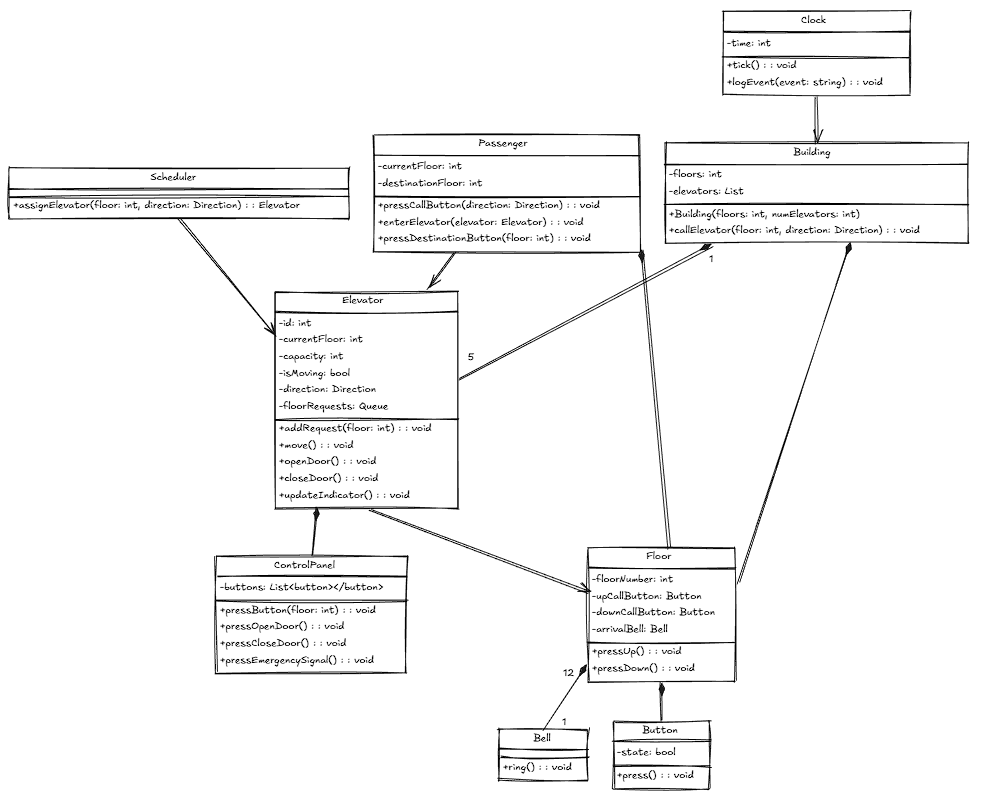 Clock
-time: int
+tick() : : void
+logEvent(event: string) : : void
Passenger
-currentFloor: int
-destinationFloor: int
+pressCallButton(direction: Direction) : : void
+enterElevator(elevator: Elevator) : : void
+pressDestinationButton(floor: int) : : void
Building
-floors: int
-elevators: List
+Building(floors: int, numElevators: int)
+callElevator(floor: int, direction: Direction) : : void
Scheduler
+assignElevator(floor: int, direction: Direction) : : Elevator
1
5
Elevator
-id: int
-currentFloor: int
-capacity: int
-isMoving: bool
-direction: Direction
-floorRequests: Queue
+addRequest(floor: int) : : void
+move() : : void
+openDoor() : : void
+closeDoor() : : void
+updateIndicator() : : void
ControlPanel
-buttons: List<button></button>
+pressButton(floor: int) : : void
+pressOpenDoor() : : void
+pressCloseDoor() : : void
+pressEmergencySignal() : : void
Floor
-floorNumber: int
-upCallButton: Button
-downCallButton: Button
-arrivalBell: Bell
+pressUp() : : void
+pressDown() : : void
12
1
Bell
+ring() : : void
Button
-state: bool
+press() : : void